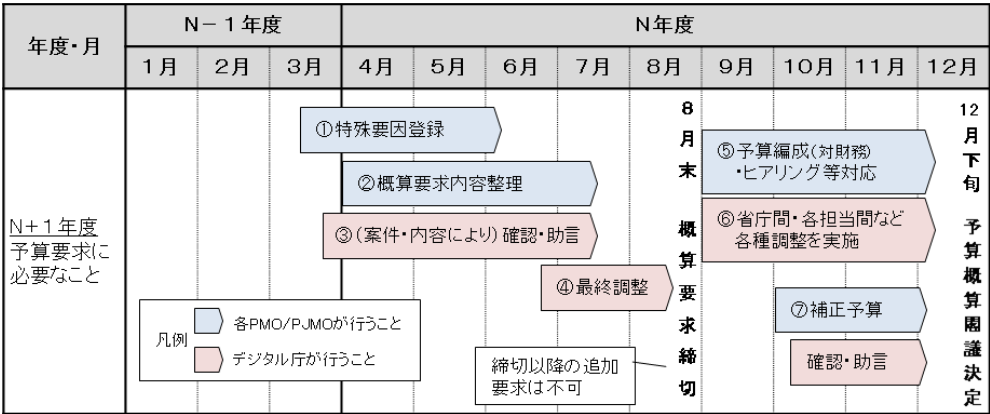 年度・月
N－１年度
N年度
１月
２月
３月
４月
５月
６月
７月
８月
９月
１０月
１１月
１２月
N＋１年度
予算要求に
必要なこと
①特殊要因登録
②概算要求内容整理
③（案件・内容により）確認・助言
④最終調整
８月末 概算要求締切
⑤予算編成（対財務）
・ヒアリング等対応
⑥省庁間・各担当間など
各種調整を実施
⑦補正予算
確認・助言
12月下旬 予算概算閣議決定
凡例
各PMO/PJMOが行うこと
デジタル庁が行うこと
締切以降の追加
要求は不可